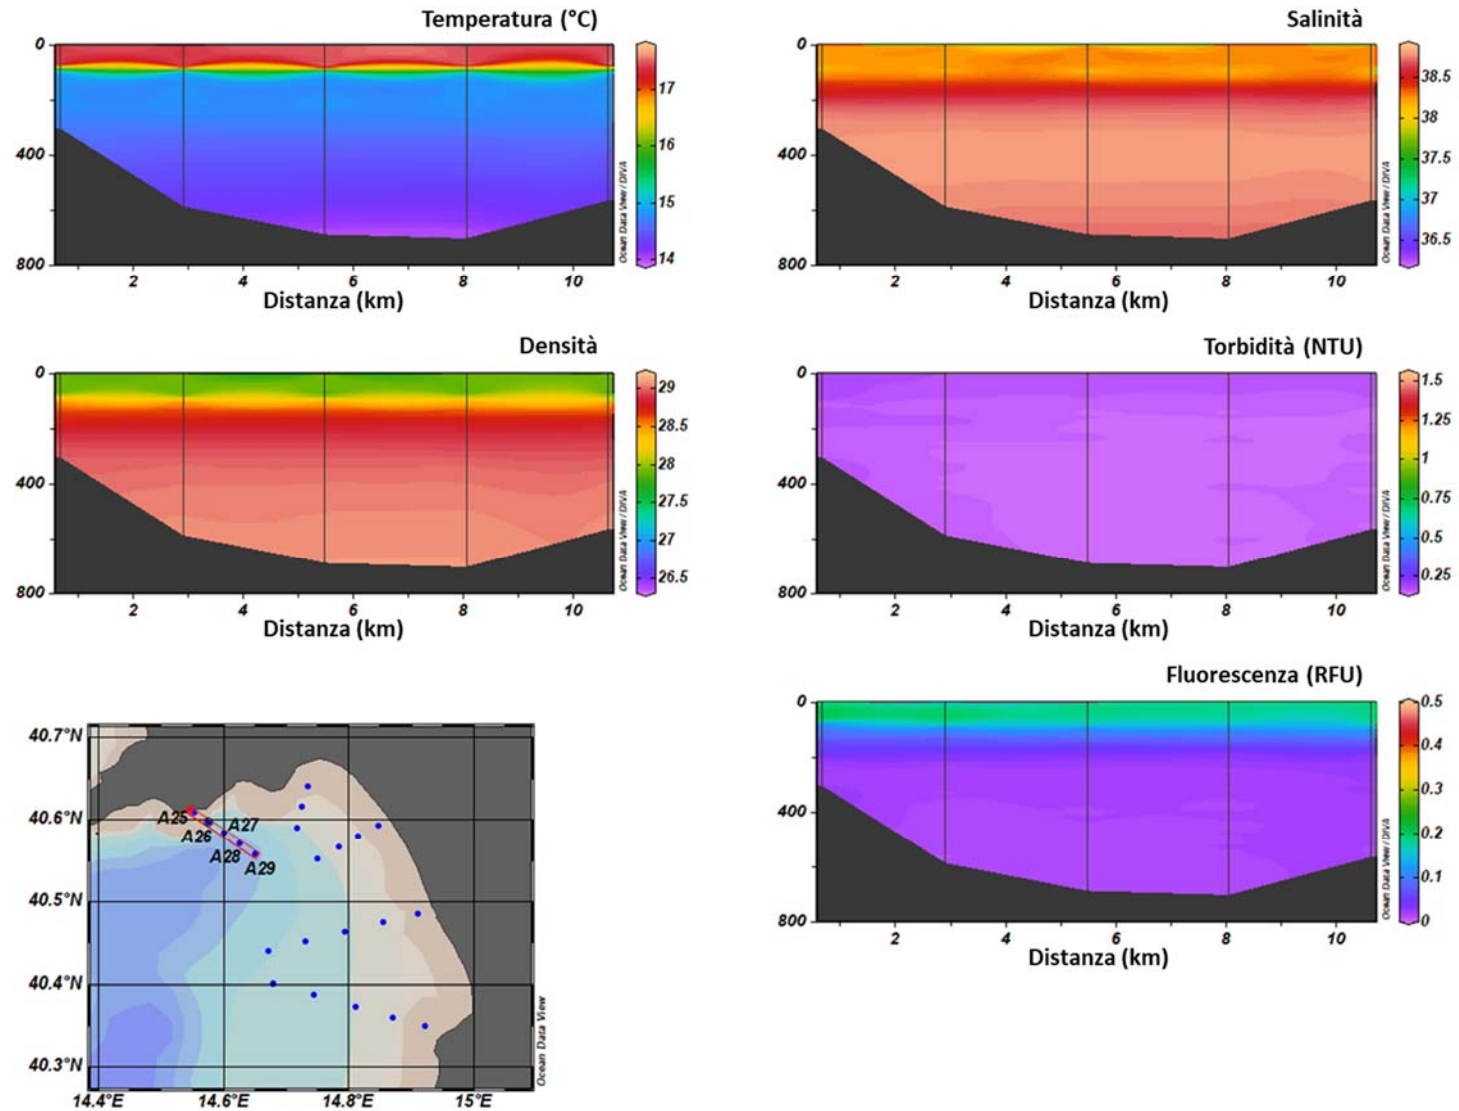 Temperatura (°C)
0
400
800
2 4 6 8 10
Distanza (km)
17
16
15
14
Ocean Data View / DIVA
Salinità
0
400
800
2 4 6 8 10
Distanza (km)
38.5
38
37.5
37
36.5
Ocean Data View / DIVA
Densità
0
400
800
2 4 6 8 10
Distanza (km)
29
28.5
28
27.5
27
26.5
Ocean Data View / DIVA
Torbidità (NTU)
0
400
800
2 4 6 8 10
Distanza (km)
1.5
1.25
1
0.75
0.5
0.25
Ocean Data View / DIVA
40.7°N
40.6°N
40.5°N
40.4°N
40.3°N
14.4°E 14.6°E 14.8°E 15°E
A25
A26
A27
A28
A29
Ocean Data View
Fluorescenza (RFU)
0
400
800
2 4 6 8 10
Distanza (km)
0.5
0.4
0.3
0.2
0.1
0
Ocean Data View / DIVA